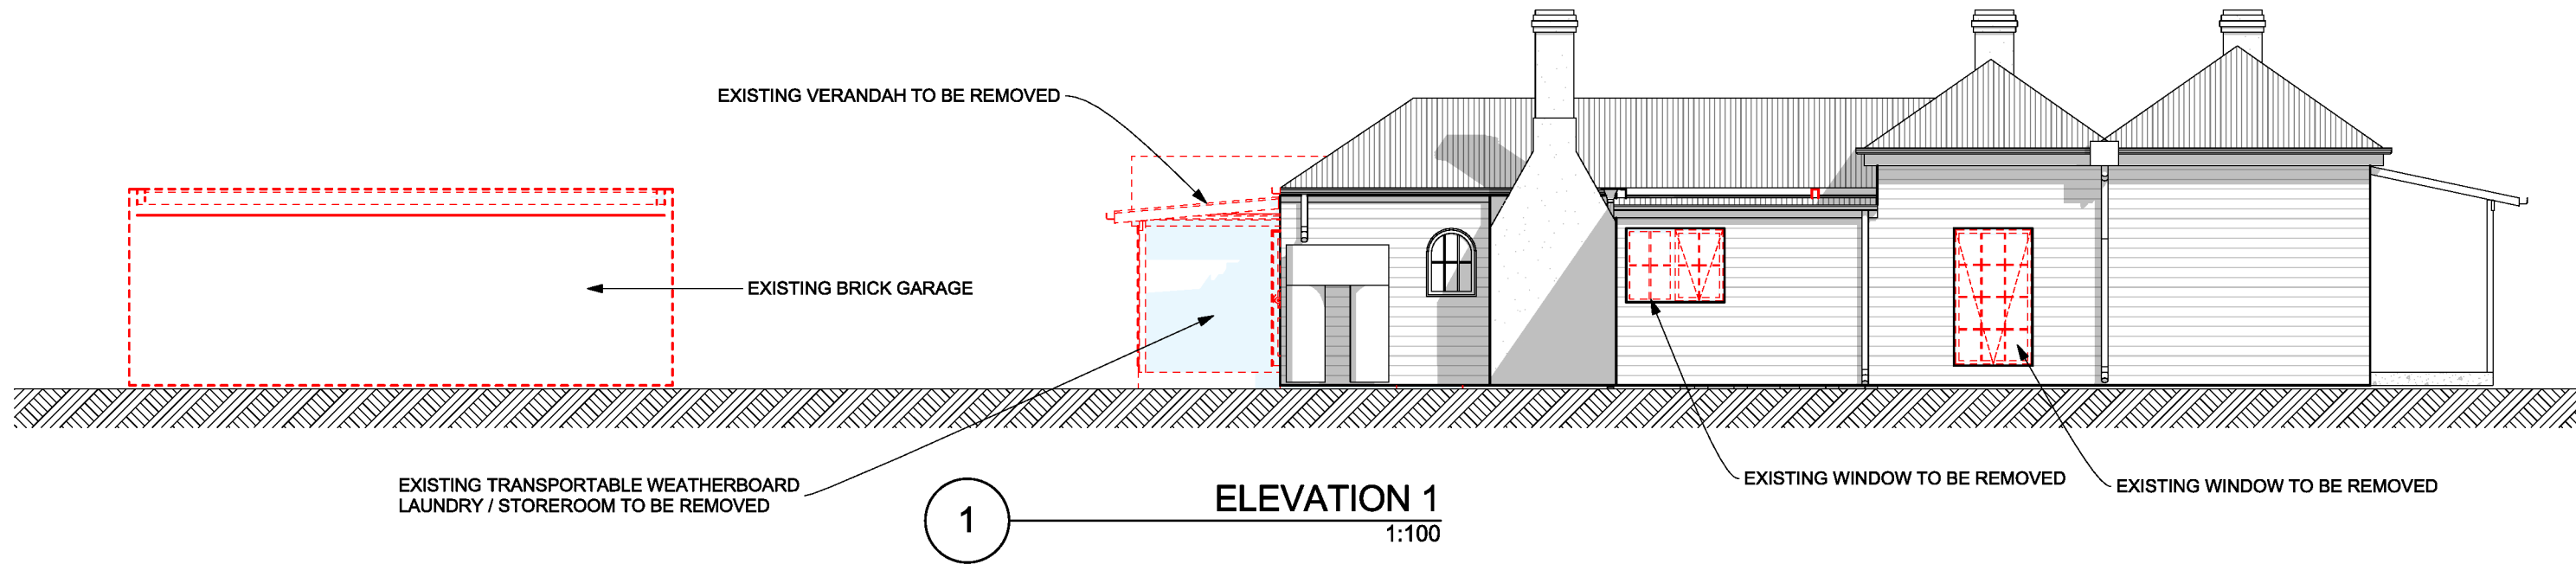 EXISTING VERANDAH TO BE REMOVED
EXISTING BRICK GARAGE
EXISTING TRANSPORTABLE WEATHERBOARD
LAUNDRY / STOREROOM TO BE REMOVED
EXISTING WINDOW TO BE REMOVED
EXISTING WINDOW TO BE REMOVED
1
ELEVATION 1
1:100